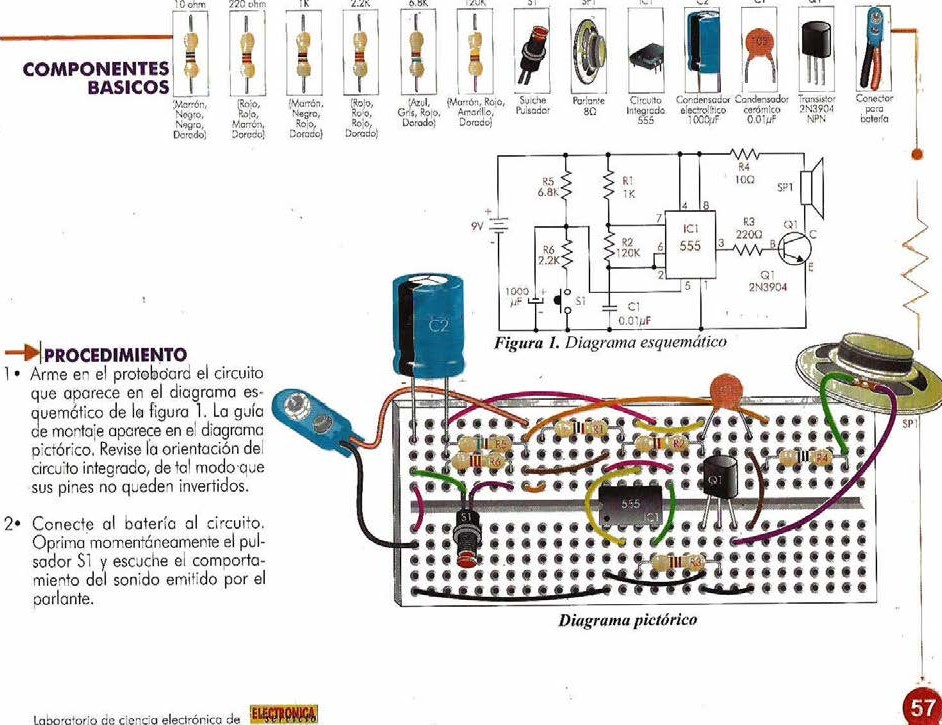 10 ohm 220 ohm 1K 2.2K 6.8K 120K S1 SP1 IC1 C2 C1 Q1
COMPONENTES
BASICOS
(Marrón,
Negro,
Negro,
Dorado)
(Rojo,
Rojo,
Marrón,
Dorado)
(Marrón,
Negro,
Rojo,
Dorado)
(Rojo,
Rojo,
Rojo,
Dorado)
(Azul,
Gris, Rojo,
Dorado)
(Marrón, Rojo,
Amarillo,
Dorado)
Suiche
Pulsador
Parlante
8Ω
Circuito
Integrado
555
Condensador
electrolítico
1000µF
103
Condensador
cerámico
0.01µF
Transistor
2N3904
NPN
Conector
para
batería
R4
10Ω
SP1
R5
6.8K
R1
1K
4 8
+
9V
-
7
IC1
555
R3
220Ω
Q1
C
R6
2.2K
R2
120K
6
2
3
B
E
Q1
2N3904
5 1
1000
µF
+
-
S1
C1
0.01µF
Figura 1. Diagrama esquemático
PROCEDIMIENTO
1• Arme en el protoboard el circuito
que aparece en el diagrama es-
quemático de la figura 1. La guía
de montaje aparece en el diagrama
pictórico. Revise la orientación del
circuito integrado, de tal modo que
sus pines no queden invertidos.
2• Conecte al batería al circuito.
Oprima momentáneamente el pul-
sador S1 y escuche el comporta-
miento del sonido emitido por el
parlante.
C2
R5
R6
R1
R2
Q1
R4
SP1
S1
555
IC1
R3
Diagrama pictórico
Laboratorio de ciencia electrónica de ELECTRONICA
servicio
57